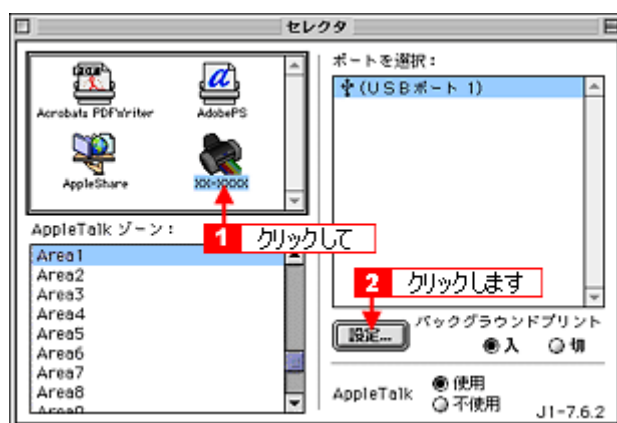 セレクタ
Acrobat™ PDFWriter
AdobePS
AppleShare
XX-XXXX
1 クリックして
AppleTalk ゾーン：
Area1
Area2
Area3
Area4
Area5
Area6
Area7
Area8
Area9
ポートを選択：
(USBポート 1)
2 クリックします
設定...
バックグラウンドプリント
入 切
AppleTalk
使用
不使用
J1-7.6.2